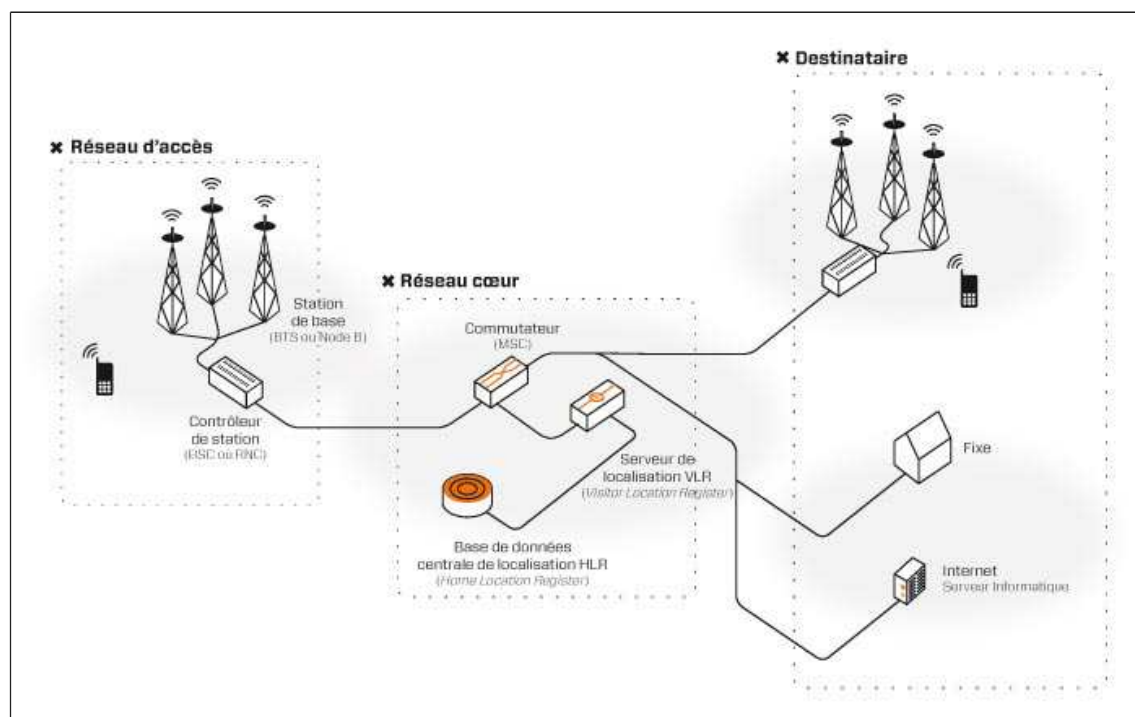 ✖ Destinataire
✖ Réseau d'accès
Station
de base
(BTS ou Node B)
Contrôleur
de station
(BSC ou RNC)
✖ Réseau cœur
Commutateur
(MSC)
Serveur de
localisation VLR
(Visitor Location Register)
Base de données
centrale de localisation HLR
(Home Location Register)
Fixe
Internet
Serveur Informatique